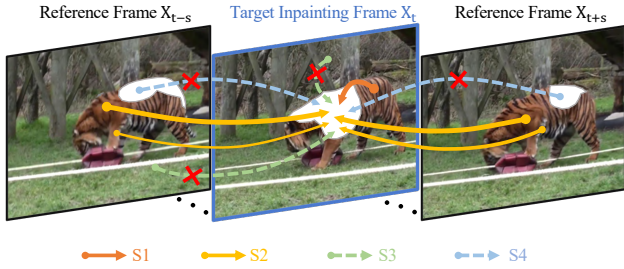 Reference Frame X_{t−s}
Target Inpainting Frame X_t
Reference Frame X_{t+s}
S1
S2
S3
S4